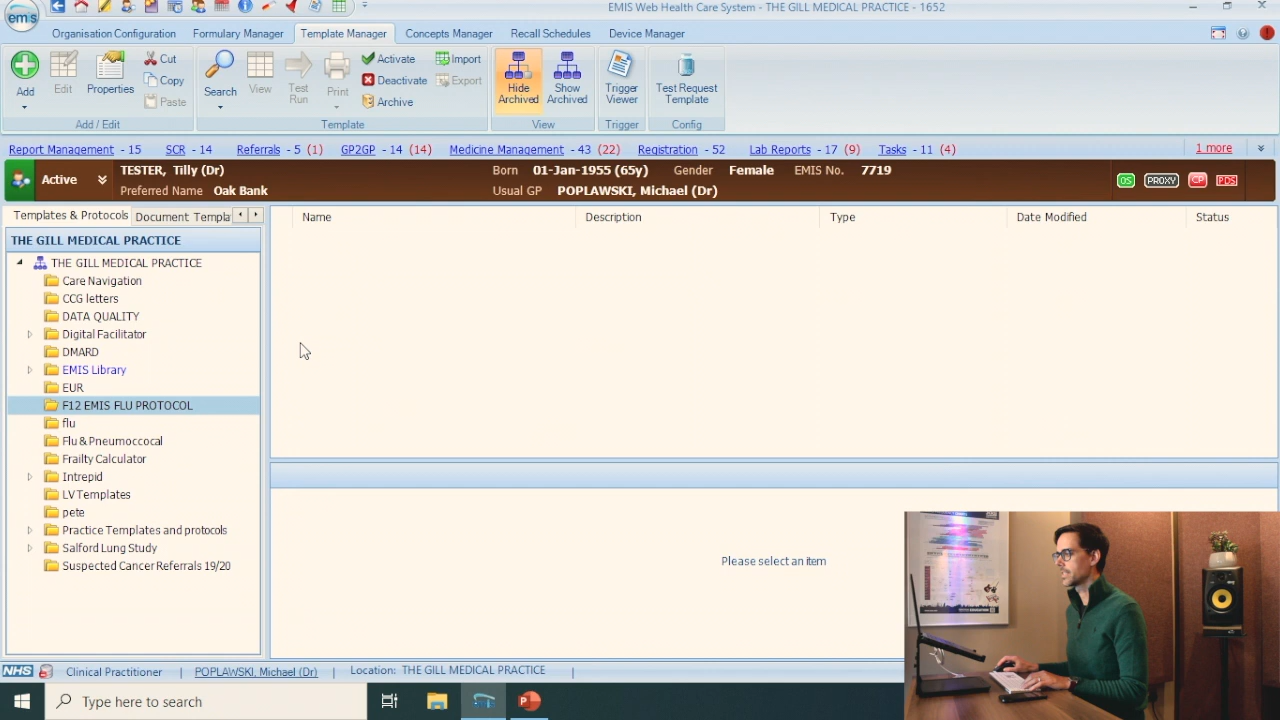 emis
EMIS Web Health Care System - THE GILL MEDICAL PRACTICE - 1652
Organisation Configuration
Formulary Manager
Template Manager
Concepts Manager
Recall Schedules
Device Manager
Add
Edit
Properties
Cut
Copy
Paste
Add / Edit
Search
View
Test Run
Print
Activate
Deactivate
Archive
Import
Export
Template
Hide Archived
Show Archived
View
Trigger Viewer
Trigger
Test Request Template
Config
Report Management - 15
SCR - 14
Referrals - 5 (1)
GP2GP - 14 (14)
Medicine Management - 43 (22)
Registration - 52
Lab Reports - 17 (9)
Tasks - 11 (4)
1 more
Active
TESTER, Tilly (Dr)
Born 01-Jan-1955 (65y)
Gender Female
EMIS No. 7719
Preferred Name Oak Bank
Usual GP POPLAWSKI, Michael (Dr)
OS
PROXY
CP
PDS
Templates & Protocols
Document Templa
Name
Description
Type
Date Modified
Status
THE GILL MEDICAL PRACTICE
THE GILL MEDICAL PRACTICE
Care Navigation
CCG letters
DATA QUALITY
Digital Facilitator
DMARD
EMIS Library
EUR
F12 EMIS FLU PROTOCOL
flu
Flu & Pneumoccocal
Frailty Calculator
Intrepid
LV Templates
pete
Practice Templates and protocols
Salford Lung Study
Suspected Cancer Referrals 19/20
Please select an item
NHS
Clinical Practitioner
POPLAWSKI, Michael (Dr)
Location: THE GILL MEDICAL PRACTICE
Type here to search